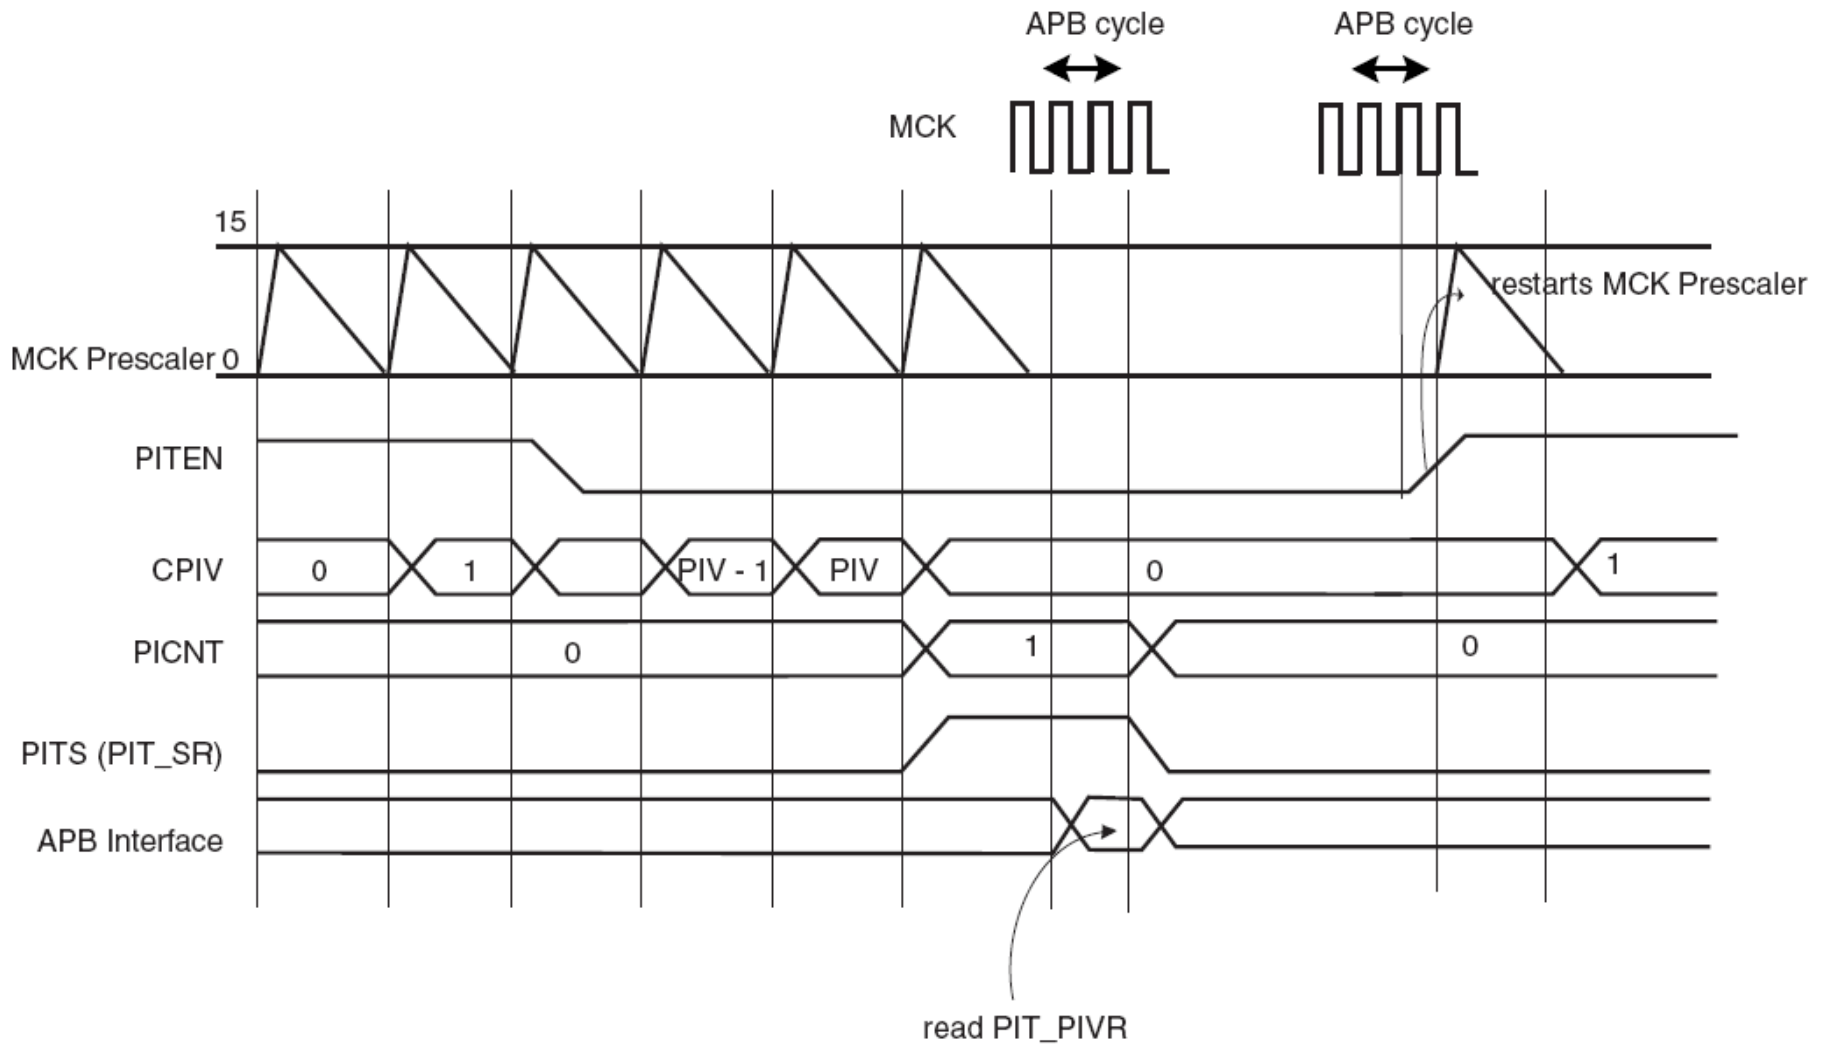 APB cycle
APB cycle
MCK
15
restarts MCK Prescaler
MCK Prescaler 0
PITEN
CPIV
0
1
PIV - 1
PIV
0
1
PICNT
0
1
0
PITS (PIT_SR)
APB Interface
read PIT_PIVR